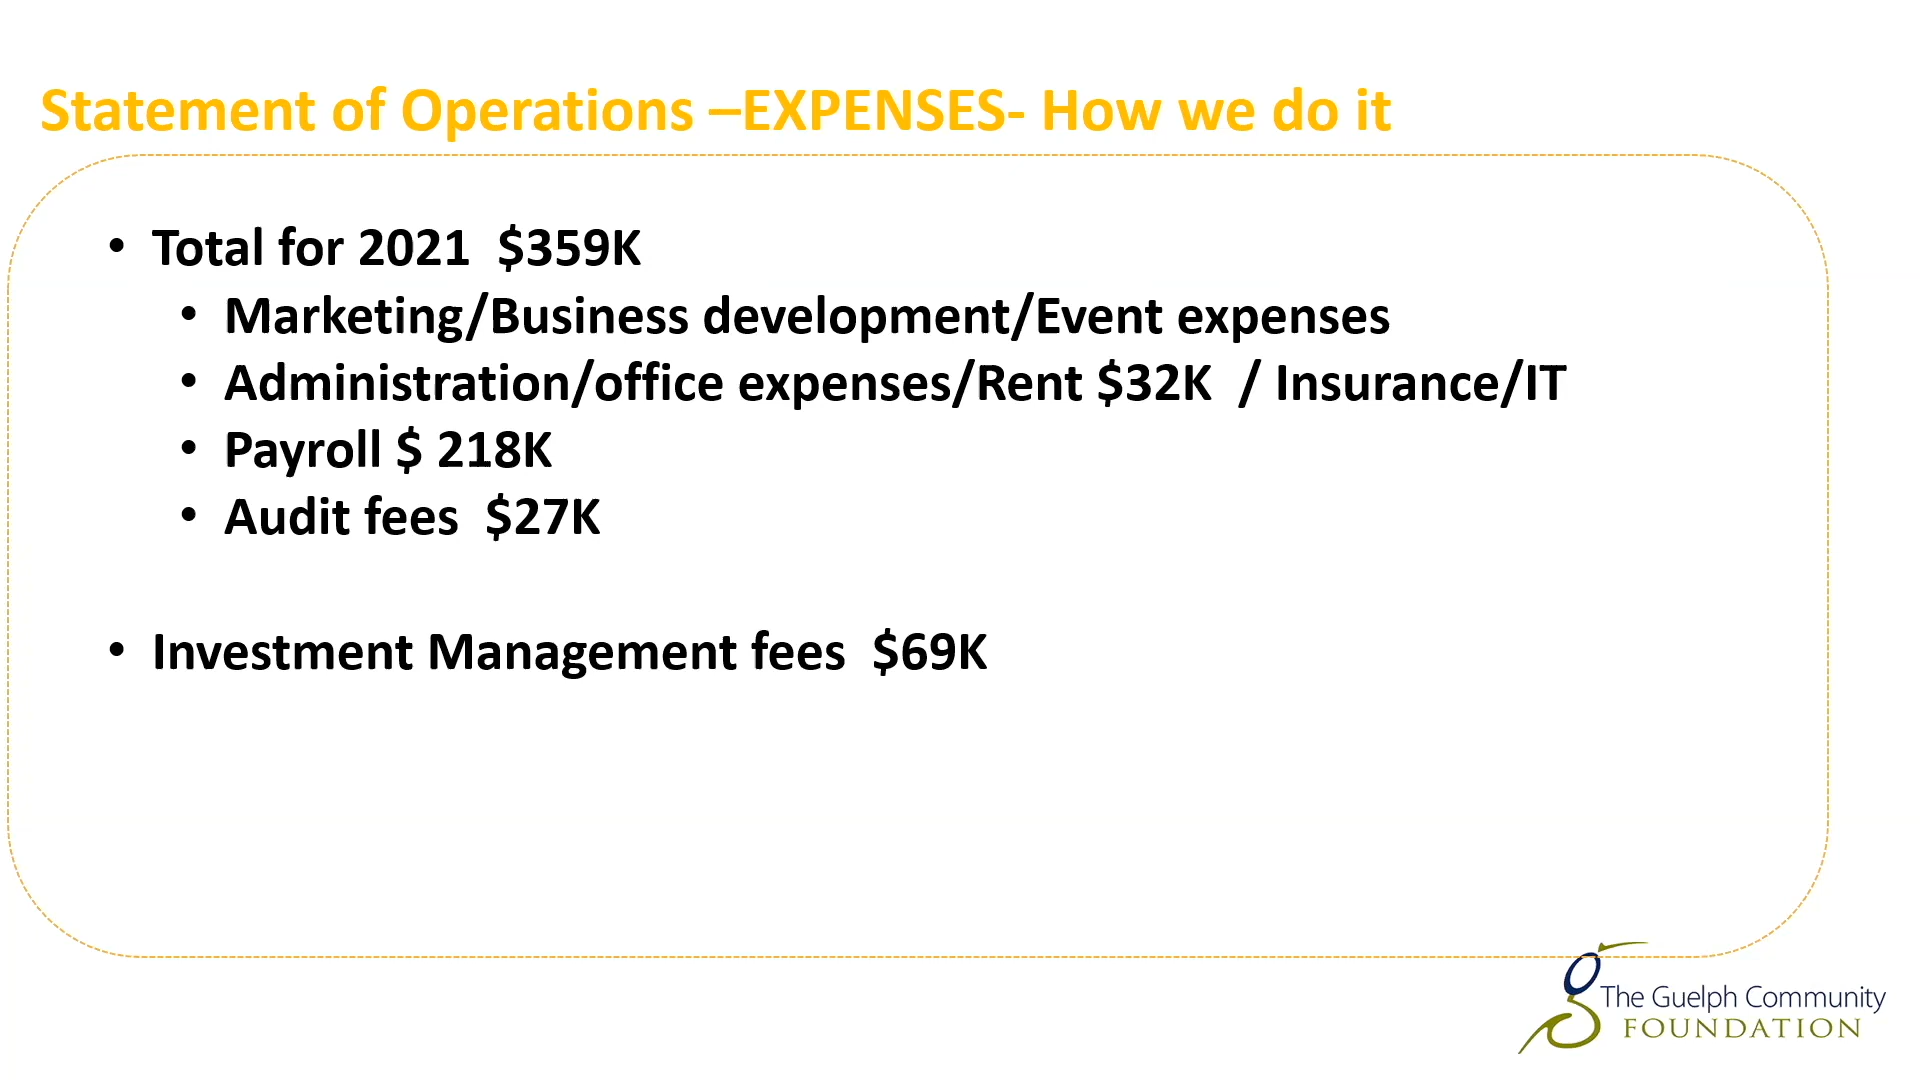 Statement of Operations –EXPENSES- How we do it
• Total for 2021  $359K
• Marketing/Business development/Event expenses
• Administration/office expenses/Rent $32K  / Insurance/IT
• Payroll $ 218K
• Audit fees  $27K
• Investment Management fees  $69K
The Guelph Community
FOUNDATION